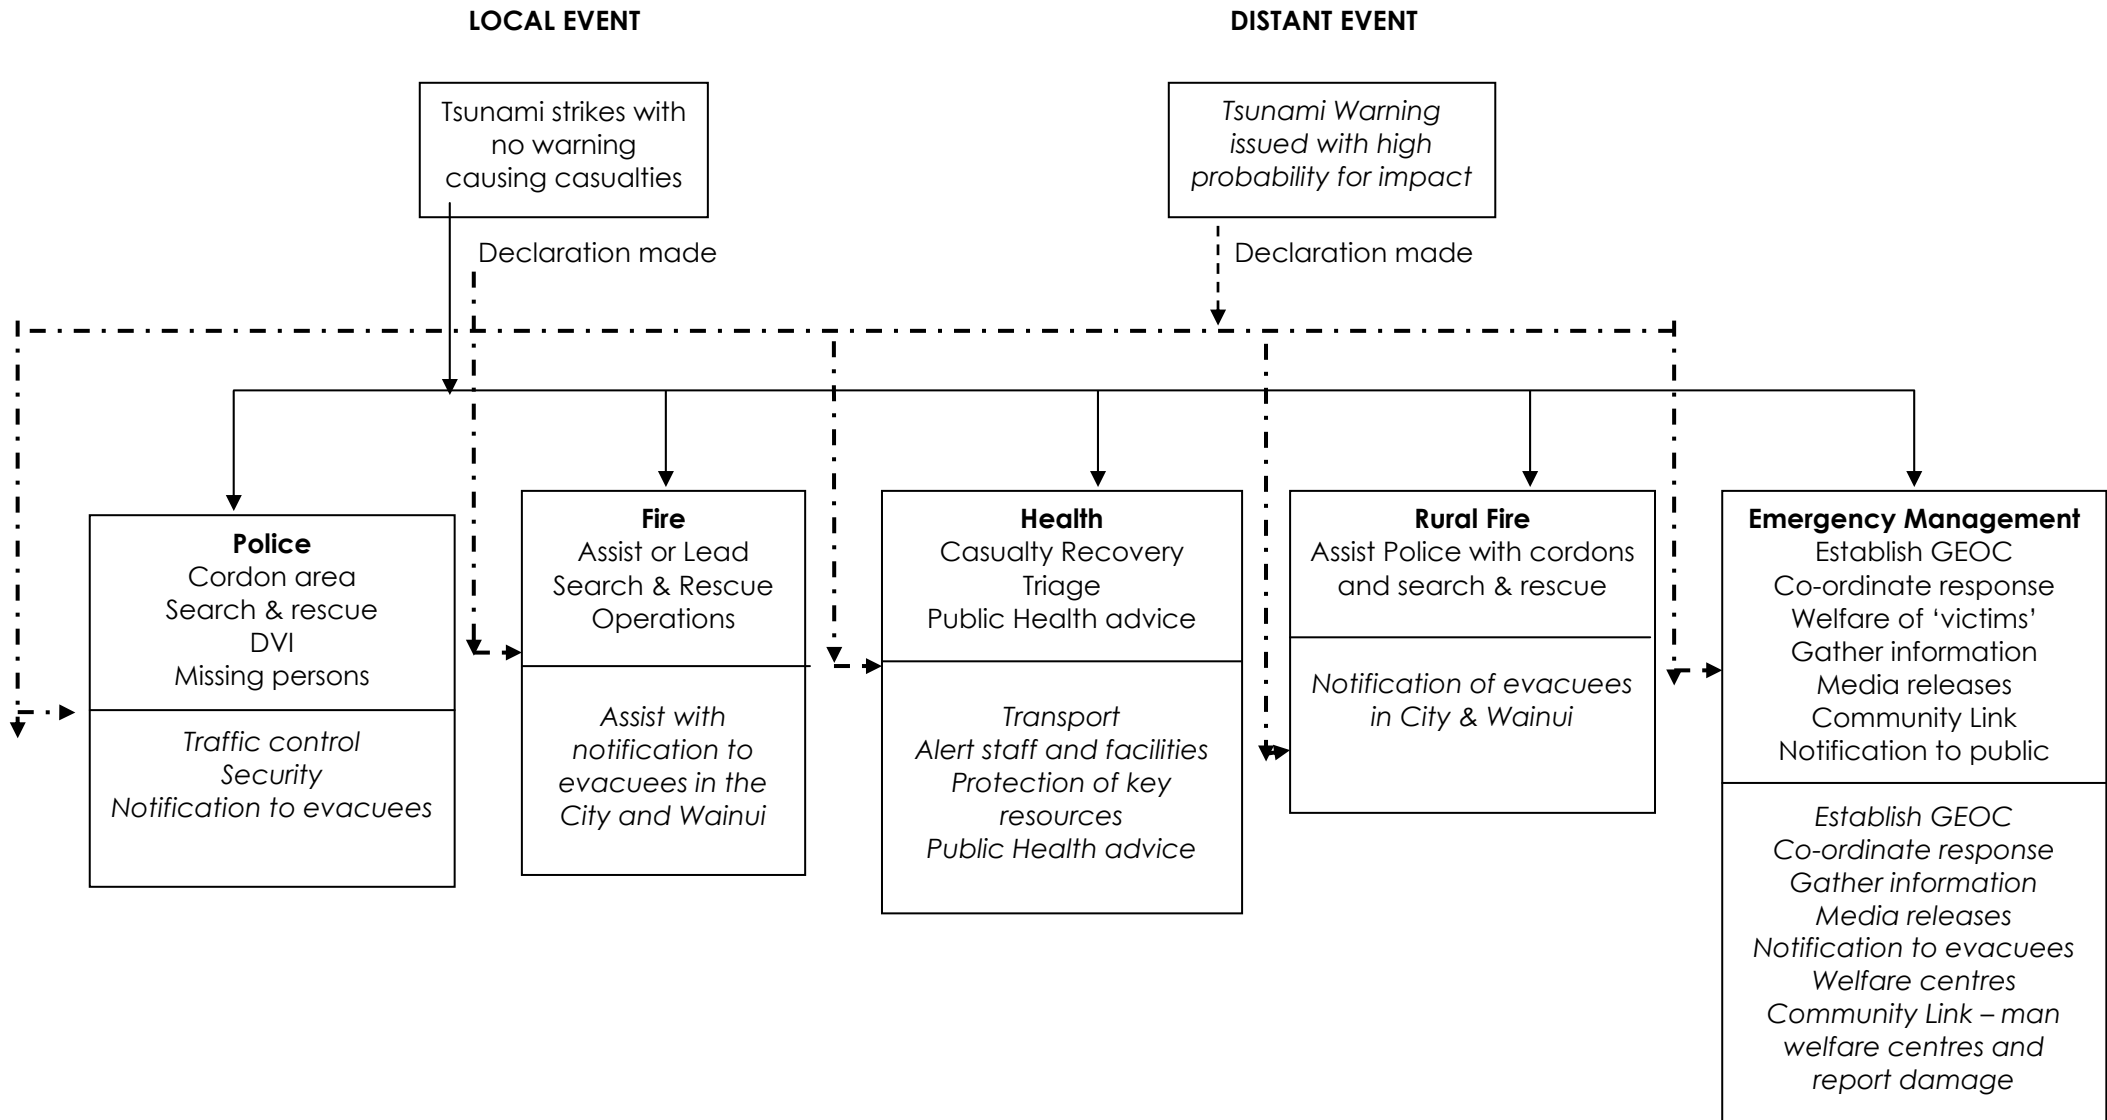 LOCAL EVENT
DISTANT EVENT
Tsunami strikes with
no warning
causing casualties
Tsunami Warning
issued with high
probability for impact
Declaration made
Declaration made
Police
Cordon area
Search & rescue
DVI
Missing persons
Traffic control
Security
Notification to evacuees
Fire
Assist or Lead
Search & Rescue
Operations
Assist with
notification to
evacuees in the
City and Wainui
Health
Casualty Recovery
Triage
Public Health advice
Transport
Alert staff and facilities
Protection of key
resources
Public Health advice
Rural Fire
Assist Police with cordons
and search & rescue
Notification of evacuees
in City & Wainui
Emergency Management
Establish GEOC
Co-ordinate response
Welfare of ‘victims’
Gather information
Media releases
Community Link
Notification to public
Establish GEOC
Co-ordinate response
Gather information
Media releases
Notification to evacuees
Welfare centres
Community Link – man
welfare centres and
report damage